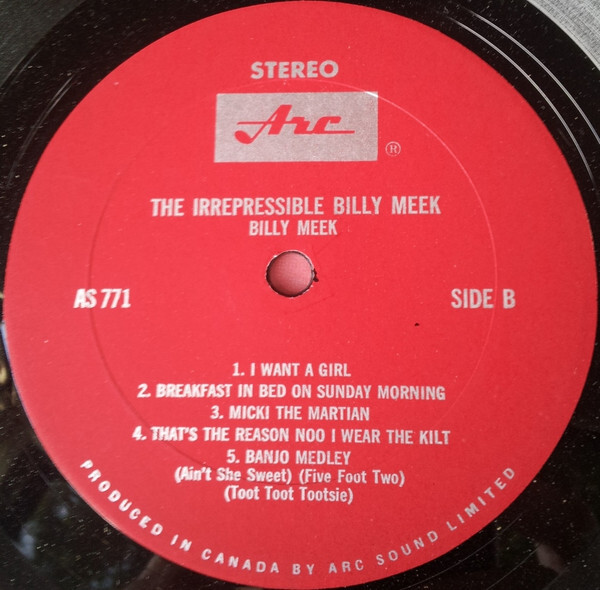 STEREO
Arc
®
THE IRREPRESSIBLE BILLY MEEK
BILLY MEEK
AS 771
SIDE B
1. I WANT A GIRL
2. BREAKFAST IN BED ON SUNDAY MORNING
3. MICKI THE MARTIAN
4. THAT'S THE REASON NOO I WEAR THE KILT
5. BANJO MEDLEY
(Ain't She Sweet) (Five Foot Two)
(Toot Toot Tootsie)
PRODUCED IN CANADA BY ARC SOUND LIMITED